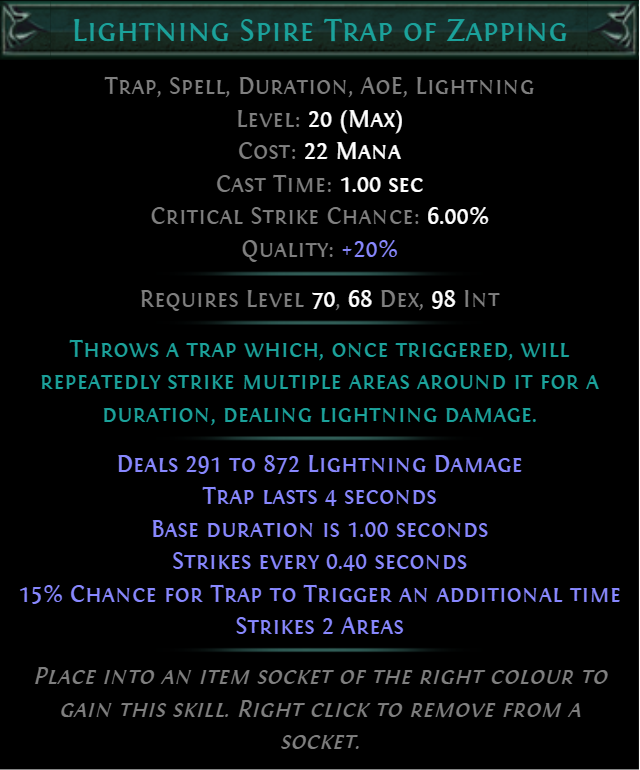 Lightning Spire Trap of Zapping
Trap, Spell, Duration, AoE, Lightning
Level: 20 (Max)
Cost: 22 Mana
Cast Time: 1.00 sec
Critical Strike Chance: 6.00%
Quality: +20%
Requires Level 70, 68 Dex, 98 Int
Throws a trap which, once triggered, will
repeatedly strike multiple areas around it for a
duration, dealing lightning damage.
Deals 291 to 872 Lightning Damage
Trap lasts 4 seconds
Base duration is 1.00 seconds
Strikes every 0.40 seconds
15% Chance for Trap to Trigger an additional time
Strikes 2 Areas
Place into an item socket of the right colour to
gain this skill. Right click to remove from a
socket.